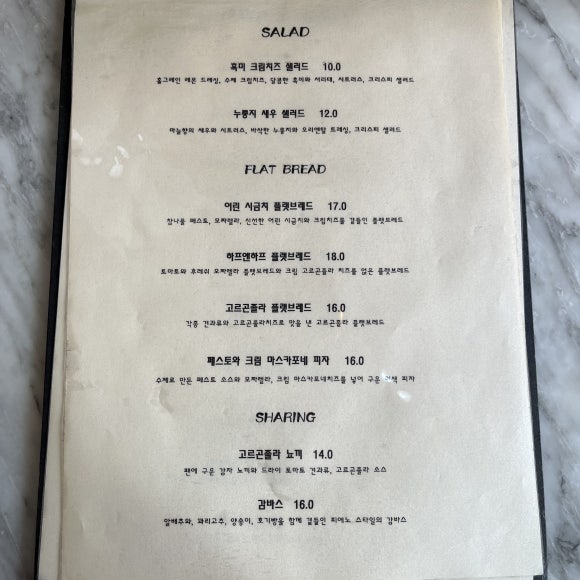 SALAD
흑미 크림치즈 샐러드 10.0
홀그레인 레몬 드레싱, 수제 크림치즈, 달콤한 흑미와 서리태, 시트러스, 크리스피 샐러드
누룽지 새우 샐러드 12.0
마늘향의 새우와 시트러스, 바삭한 누룽지와 오리엔탈 드레싱, 크리스피 샐러드
FLAT BREAD
어린 시금치 플랫브레드 17.0
참나물 페스토, 모짜렐라, 신선한 어린 시금치와 크림치즈를 곁들인 플랫브레드
하프앤하프 플랫브레드 18.0
토마토와 후레쉬 모짜렐라 플랫브레드와 크림 고르곤졸라 치즈를 얹은 플랫브레드
고르곤졸라 플랫브레드 16.0
각종 견과류와 고르곤졸라치즈로 맛을 낸 고르곤졸라 플랫브레드
페스토와 크림 마스카포네 피자 16.0
수제로 만든 페스토 소스와 모짜렐라, 크림 마스카포네치즈를 넣어 구운 피자
SHARING
고르곤졸라 뇨끼 14.0
팬에 구운 감자 뇨끼와 드라이 토마토 견과류, 고르곤졸라 소스
감바스 16.0
알배추와, 꽈리고추, 양송이, 호기방을 함께 곁들인 피에노 스타일의 감바스